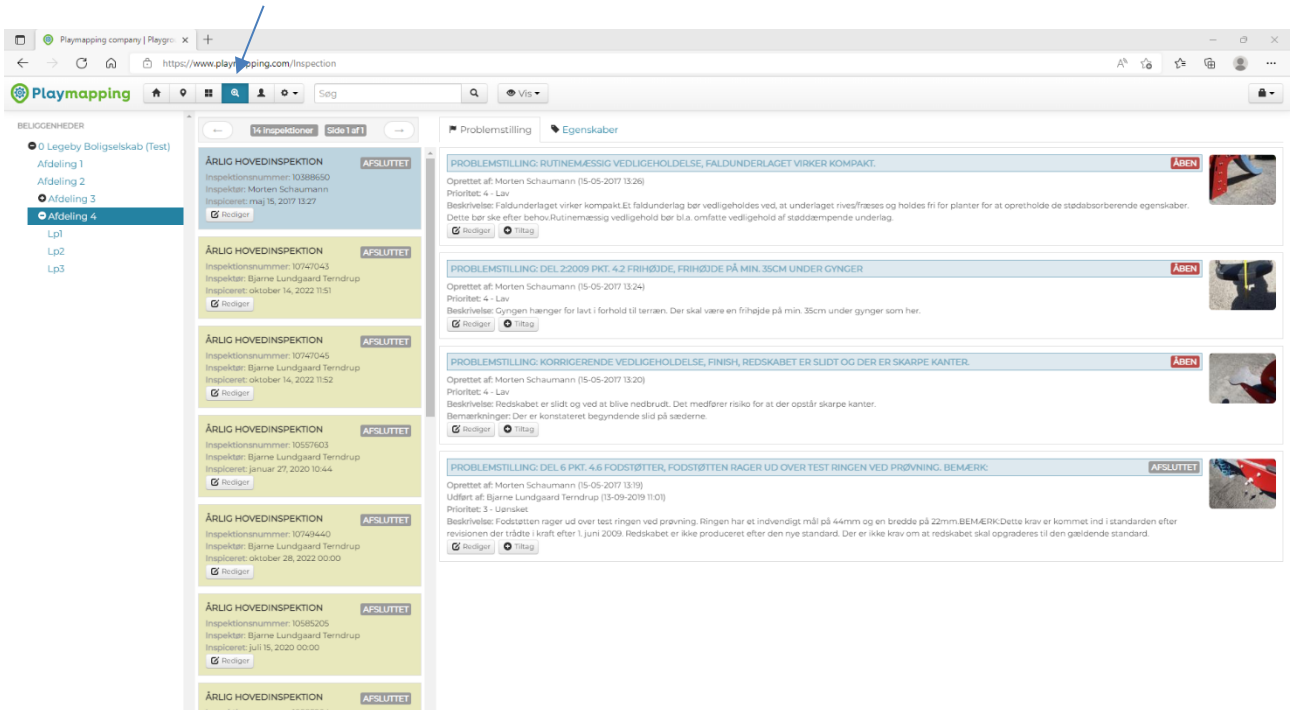 Playmapping company | Playgro
https://www.playmapping.com/Inspection
Playmapping
Søg
Vis
BELIGGENHEDER
0 Legeby Boligselskab (Test)
Afdeling 1
Afdeling 2
Afdeling 3
Afdeling 4
Lp1
Lp2
Lp3
14 inspektioner Side 1 af 1
ÅRLIG HOVEDINSPEKTION AFSLUTTET
Inspektionsnummer: 10388650
Inspektør: Morten Schaumann
Inspiceret: maj 15, 2017 13:27
Rediger
ÅRLIG HOVEDINSPEKTION AFSLUTTET
Inspektionsnummer: 10747043
Inspektør: Bjarne Lundgaard Terndrup
Inspiceret: oktober 14, 2022 11:51
Rediger
ÅRLIG HOVEDINSPEKTION AFSLUTTET
Inspektionsnummer: 10747045
Inspektør: Bjarne Lundgaard Terndrup
Inspiceret: oktober 14, 2022 11:52
Rediger
ÅRLIG HOVEDINSPEKTION AFSLUTTET
Inspektionsnummer: 10557603
Inspektør: Bjarne Lundgaard Terndrup
Inspiceret: januar 27, 2020 10:44
Rediger
ÅRLIG HOVEDINSPEKTION AFSLUTTET
Inspektionsnummer: 10749440
Inspektør: Bjarne Lundgaard Terndrup
Inspiceret: oktober 28, 2022 00:00
Rediger
ÅRLIG HOVEDINSPEKTION AFSLUTTET
Inspektionsnummer: 10585205
Inspektør: Bjarne Lundgaard Terndrup
Inspiceret: juli 15, 2020 00:00
Rediger
ÅRLIG HOVEDINSPEKTION AFSLUTTET
Problemstilling Egenskaber
PROBLEMSTILLING: RUTINEMÆSSIG VEDLIGEHOLDELSE, FALDUNDERLAGET VIRKER KOMPAKT. ÅBEN
Oprettet af: Morten Schaumann (15-05-2017 13:26)
Prioritet: 4 - Lav
Beskrivelse: Faldunderlaget virker kompakt.Et faldunderlag bør vedligeholdes ved, at underlaget rives/fræses og holdes fri for planter for at opretholde de stødabsorberende egenskaber.
Dette bør ske efter behov.Rutinemæssig vedligehold bør bl.a. omfatte vedligehold af støddæmpende underlag.
Rediger Tiltag
PROBLEMSTILLING: DEL 2:2009 PKT. 4.2 FRIHØJDE, FRIHØJDE PÅ MIN. 35CM UNDER GYNGER ÅBEN
Oprettet af: Morten Schaumann (15-05-2017 13:24)
Prioritet: 4 - Lav
Beskrivelse: Gyngen hænger for lavt i forhold til terræn. Der skal være en frihøjde på min. 35cm under gynger som her.
Rediger Tiltag
PROBLEMSTILLING: KORRIGERENDE VEDLIGEHOLDELSE, FINISH, REDSKABET ER SLIDT OG DER ER SKARPE KANTER. ÅBEN
Oprettet af: Morten Schaumann (15-05-2017 13:20)
Prioritet: 4 - Lav
Beskrivelse: Redskabet er slidt og ved at blive nedbrudt. Det medfører risiko for at der opstår skarpe kanter.
Bemærkninger: Der er konstateret begyndende slid på sæderne.
Rediger Tiltag
PROBLEMSTILLING: DEL 6 PKT. 4.6 FODSTØTTER, FODSTØTTEN RAGER UD OVER TEST RINGEN VED PRØVNING. BEMÆRK: AFSLUTTET
Oprettet af: Morten Schaumann (15-05-2017 13:19)
Udført af: Bjarne Lundgaard Terndrup (13-09-2019 11:01)
Prioritet: 3 - Uønsket
Beskrivelse: Fodstøtten rager ud over test ringen ved prøvning. Ringen har et indvendigt mål på 44mm og en bredde på 22mm.BEMÆRK:Dette krav er kommet ind i standarden efter
revisionen der trådte i kraft efter 1. juni 2009. Redskabet er ikke produceret efter den nye standard. Der er ikke krav om at redskabet skal opgraderes til den gældende standard.
Rediger Tiltag